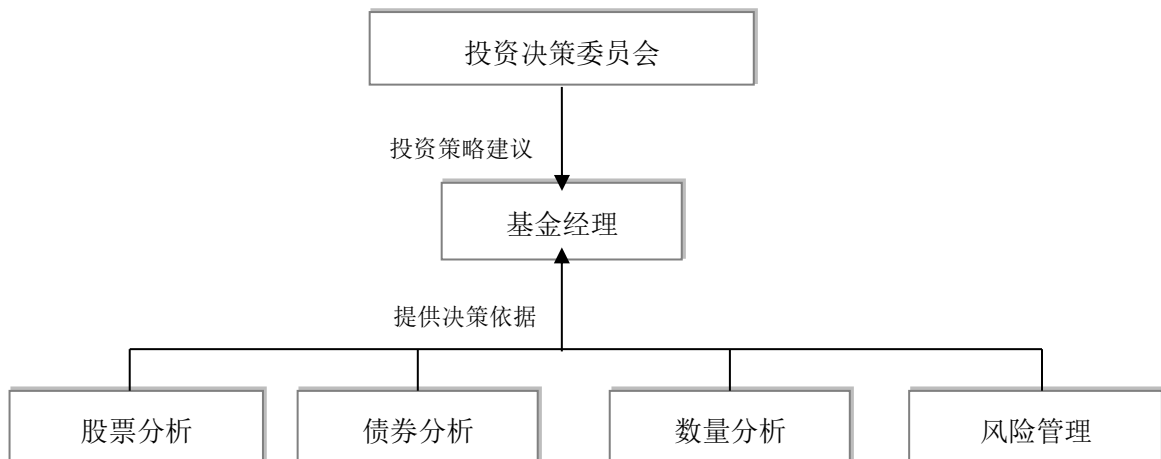 投资决策委员会
投资策略建议
基金经理
提供决策依据
股票分析
债券分析
数量分析
风险管理